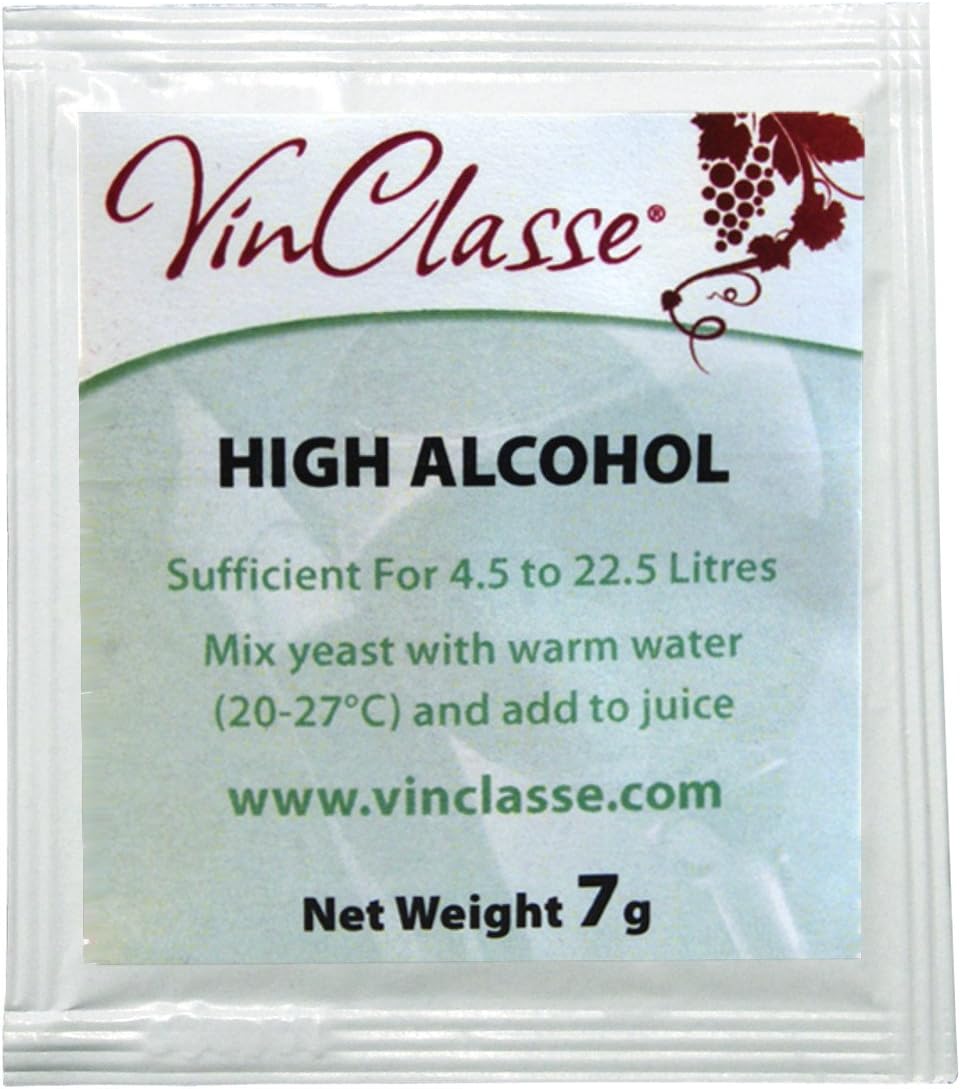 VinClasse®
HIGH ALCOHOL
Sufficient For 4.5 to 22.5 Litres
Mix yeast with warm water
(20-27°C) and add to juice
www.vinclasse.com
Net Weight 7g